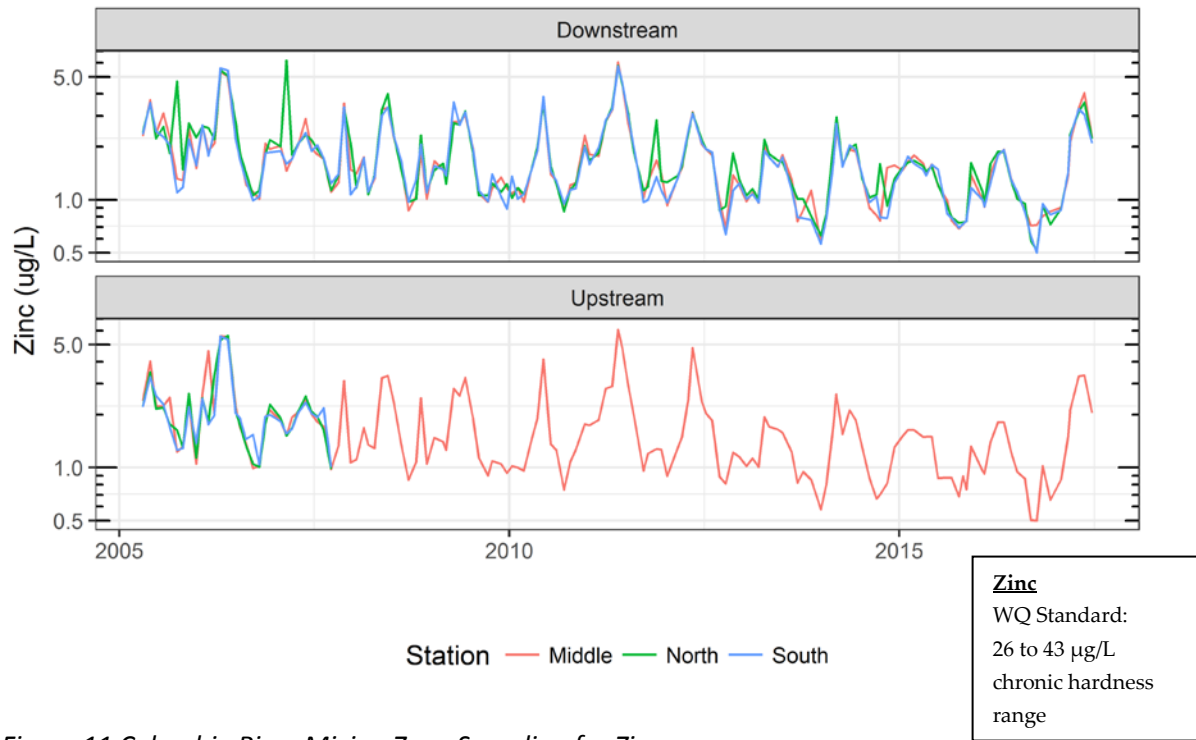 Downstream
5.0
1.0
0.5
Zinc (ug/L)
Upstream
5.0
1.0
0.5
2005 2010 2015
Station Middle North South
Zinc
WQ Standard:
26 to 43 µg/L
chronic hardness
range